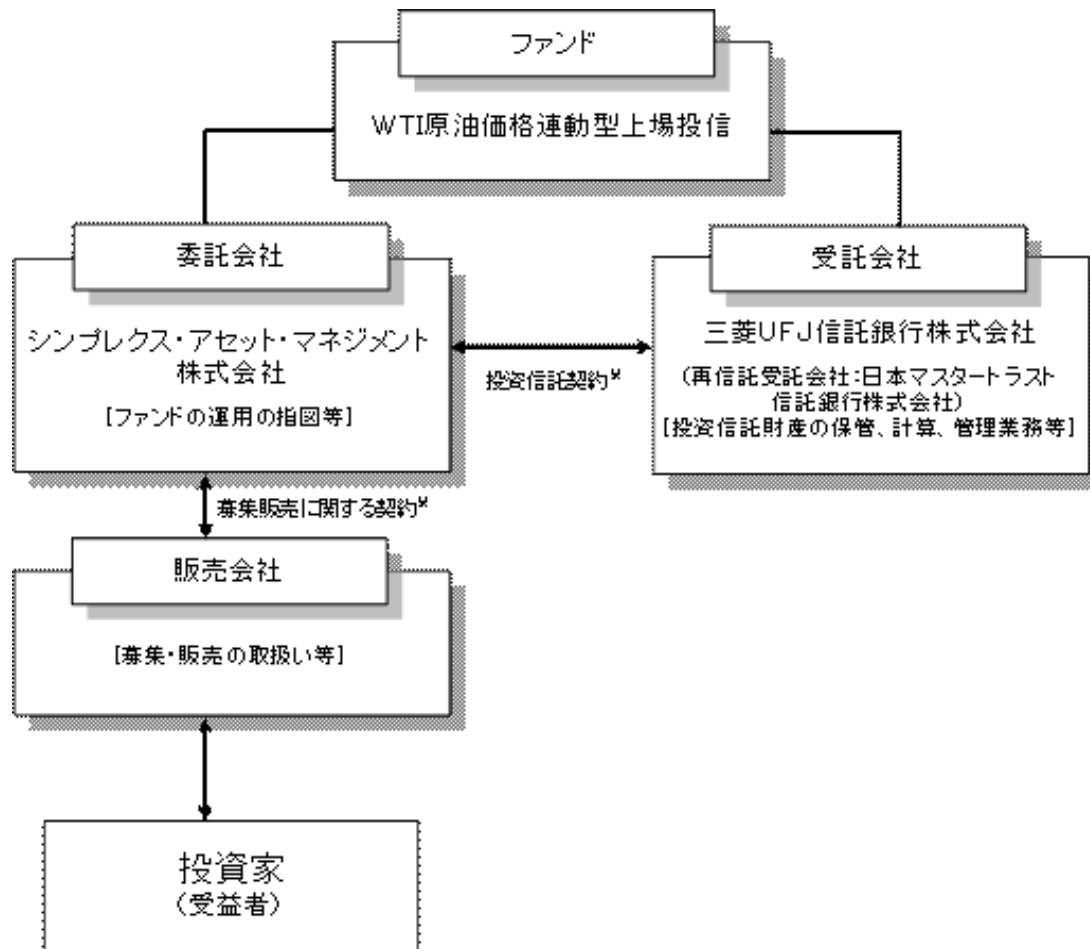 ファンド
WTI原油価格連動型上場投信
委託会社
シンプレクス・アセット・マネジメント
株式会社
[ファンドの運用の指図等]
投資信託契約※
受託会社
三菱UFJ信託銀行株式会社
(再信託受託会社:日本マスタートラスト
信託銀行株式会社)
[投資信託財産の保管、計算、管理業務等]
募集販売に関する契約※
販売会社
[募集・販売の取扱い等]
投資家
(受益者)